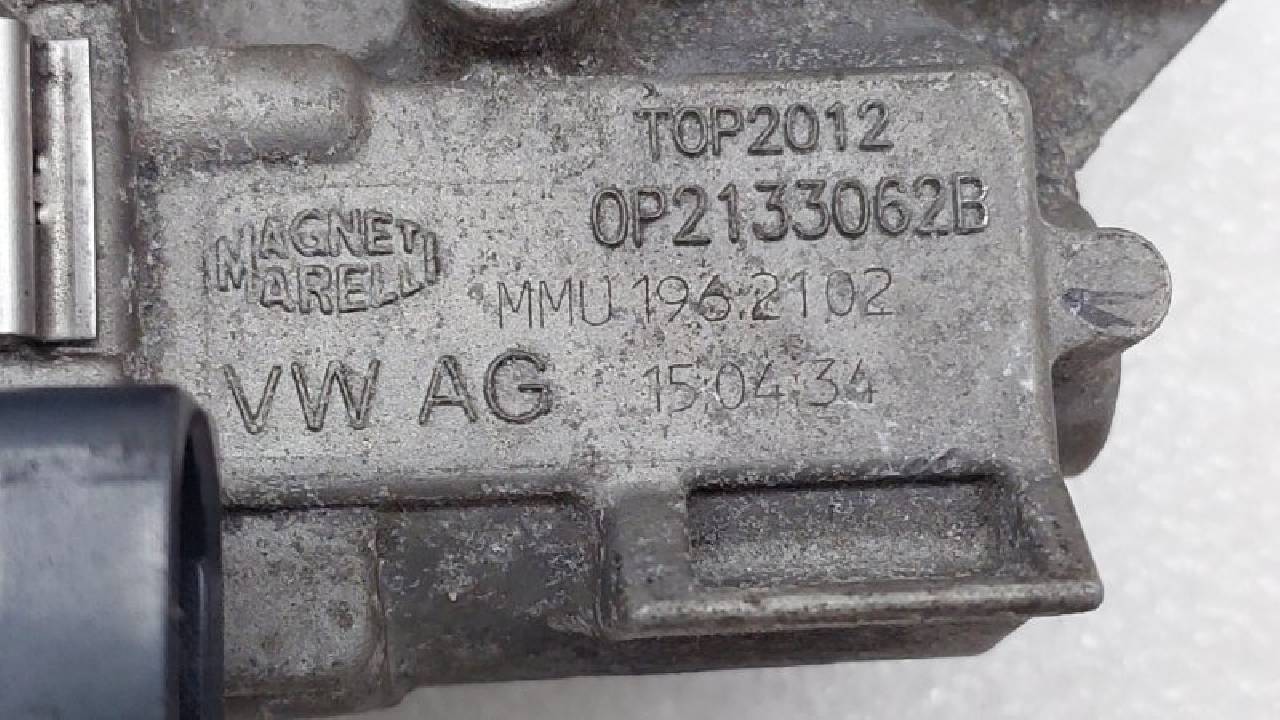 TOP2012
0P2133062B
MAGNETI
MARELLI
MMU 196.2102
VW AG
15:04:34